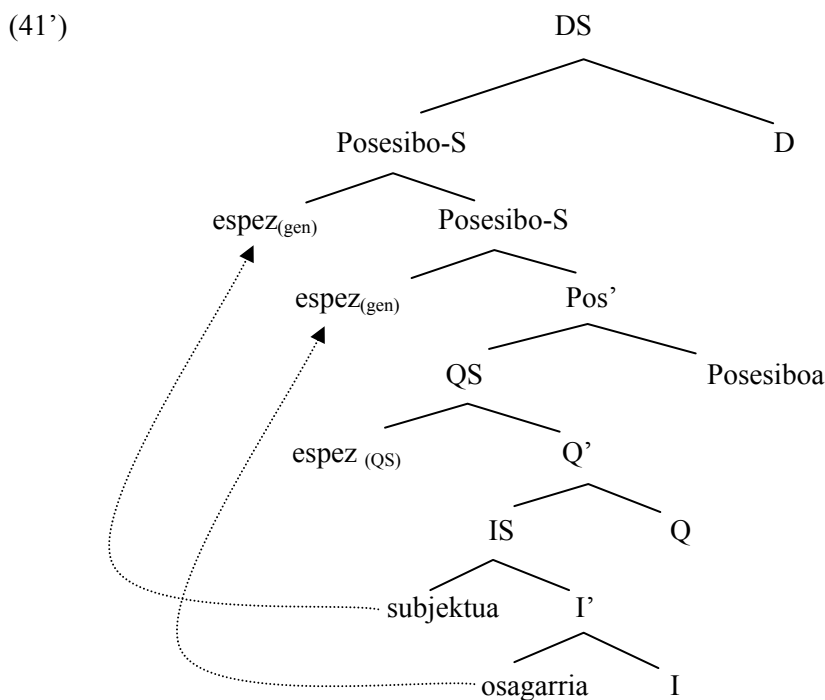 (41’) DS
Posesibo-S D
espez(gen) Posesibo-S
espez(gen) Pos’
QS Posesiboa
espez (QS) Q’
IS Q
subjektua I’
osagarria I